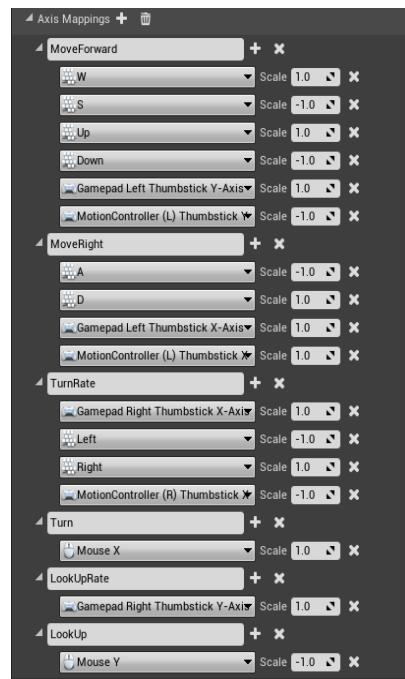 Axis Mappings
MoveForward
W Scale 1.0
S Scale -1.0
Up Scale 1.0
Down Scale -1.0
Gamepad Left Thumbstick Y-Axis Scale 1.0
MotionController (L) Thumbstick Y Scale -1.0
MoveRight
A Scale -1.0
D Scale 1.0
Gamepad Left Thumbstick X-Axis Scale 1.0
MotionController (L) Thumbstick X Scale 1.0
TurnRate
Gamepad Right Thumbstick X-Axis Scale 1.0
Left Scale -1.0
Right Scale 1.0
MotionController (R) Thumbstick X Scale -1.0
Turn
Mouse X Scale 1.0
LookUpRate
Gamepad Right Thumbstick Y-Axis Scale 1.0
LookUp
Mouse Y Scale -1.0